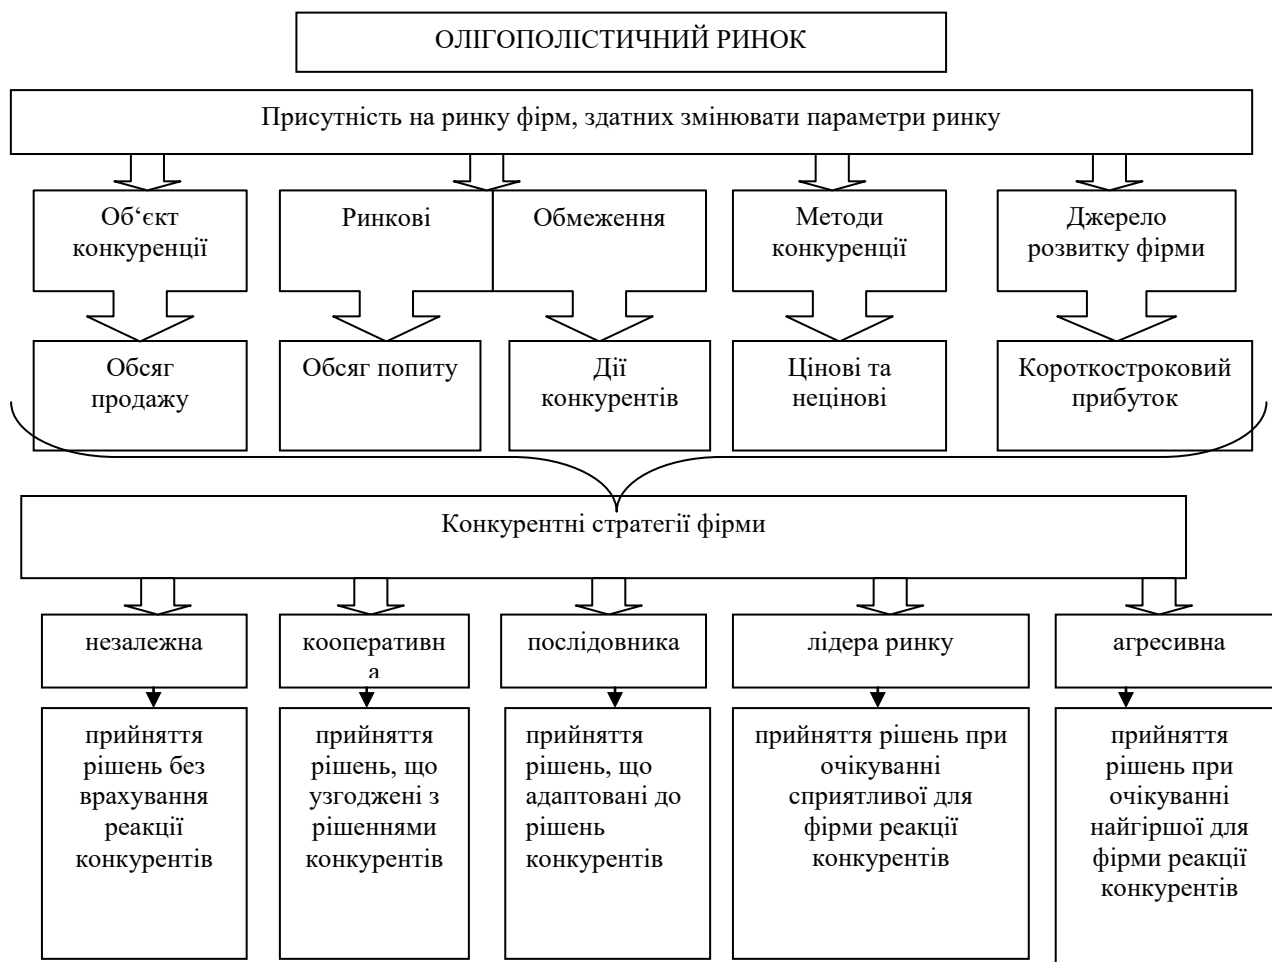 ОЛІГОПОЛІСТИЧНИЙ РИНОК
Присутність на ринку фірм, здатних змінювати параметри ринку
Об‘єкт
конкуренції
Ринкові
Обмеження
Методи
конкуренції
Джерело
розвитку фірми
Обсяг
продажу
Обсяг попиту
Дії
конкурентів
Цінові та
нецінові
Короткостроковий
прибуток
Конкурентні стратегії фірми
незалежна
кооперативн
а
послідовника
лідера ринку
агресивна
прийняття
рішень без
врахування
реакції
конкурентів
прийняття
рішень, що
узгоджені з
рішеннями
конкурентів
прийняття
рішень, що
адаптовані до
рішень
конкурентів
прийняття рішень при
очікуванні
сприятливої для
фірми реакції
конкурентів
прийняття
рішень при
очікуванні
найгіршої для
фірми реакції
конкурентів